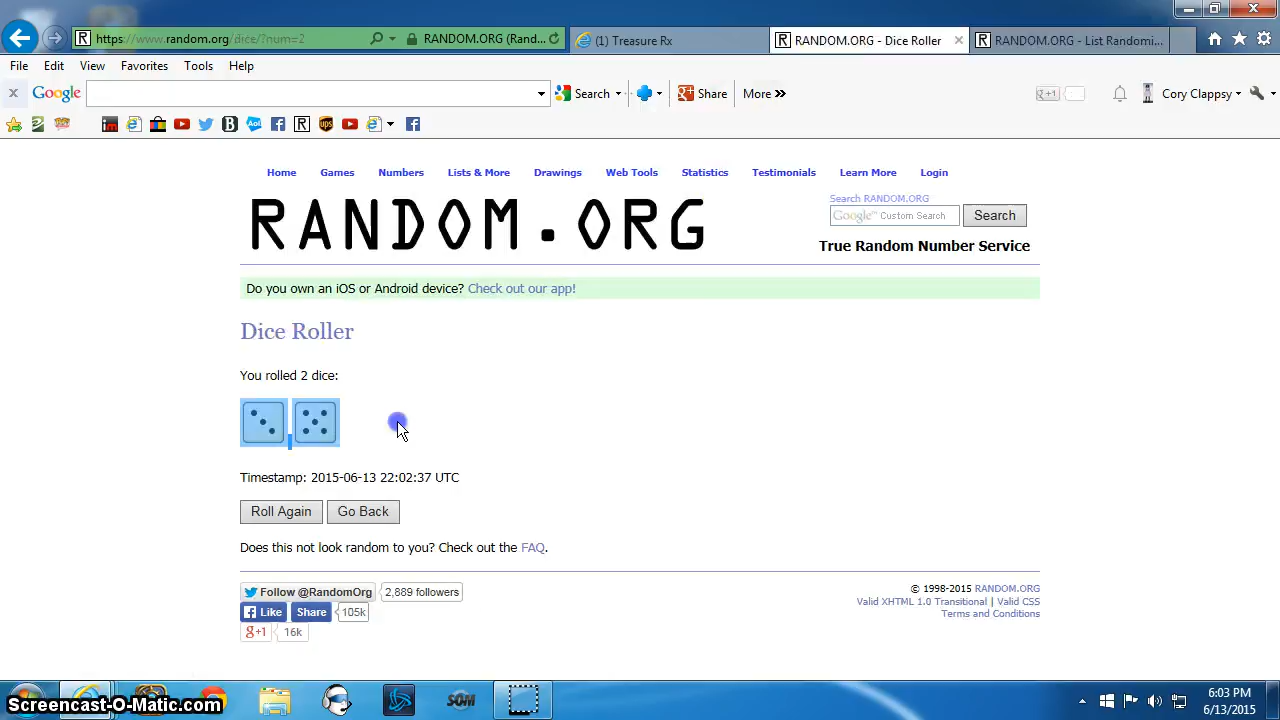 https://www.random.org/dice/?num=2
RANDOM.ORG (Rand...
(1) Treasure Rx
RANDOM.ORG - Dice Roller
RANDOM.ORG - List Randomi...
File Edit View Favorites Tools Help
Google
Search
Share
More »
Cory Clappsy
Home Games Numbers Lists & More Drawings Web Tools Statistics Testimonials Learn More Login
RANDOM.ORG
Search RANDOM.ORG
Google™ Custom Search
Search
True Random Number Service
Do you own an iOS or Android device? Check out our app!
Dice Roller
You rolled 2 dice:
Timestamp: 2015-06-13 22:02:37 UTC
Roll Again Go Back
Does this not look random to you? Check out the FAQ.
Follow @RandomOrg 2,889 followers
Like Share 105k
g+1 16k
© 1998-2015 RANDOM.ORG
Valid XHTML 1.0 Transitional | Valid CSS
Terms and Conditions
Screencast-O-Matic.com
SOM
6:03 PM
6/13/2015